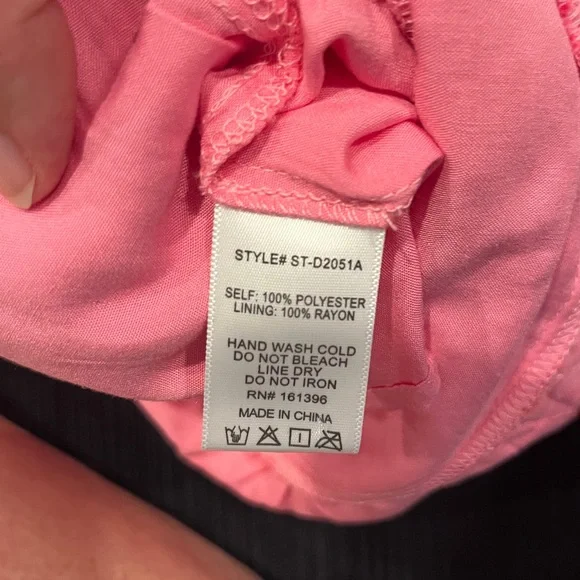 STYLE# ST-D2051A
SELF: 100% POLYESTER
LINING: 100% RAYON
HAND WASH COLD
DO NOT BLEACH
LINE DRY
DO NOT IRON
RN# 161396
MADE IN CHINA